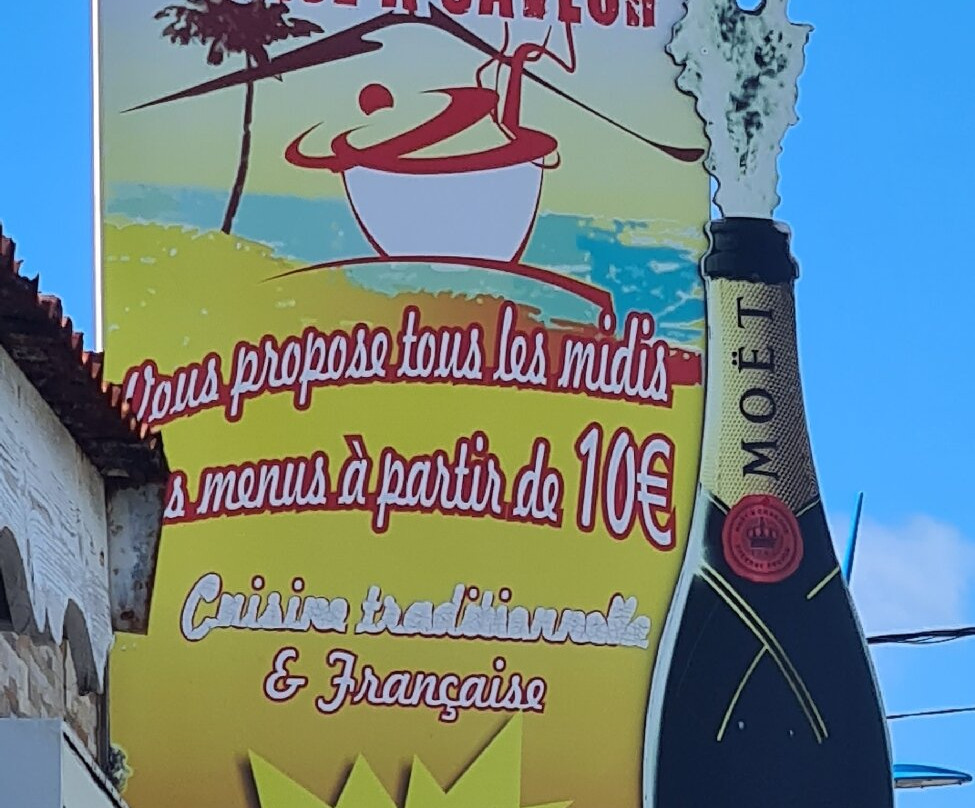 Vous propose tous les midis
menus à partir de 10€
Cuisine traditionnelle
& Française
MOËT